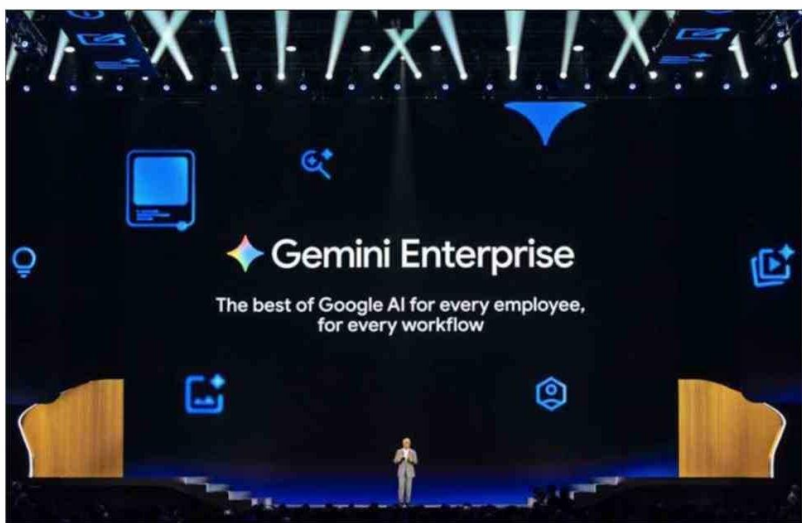 Gemini Enterprise
The best of Google AI for every employee,
for every workflow